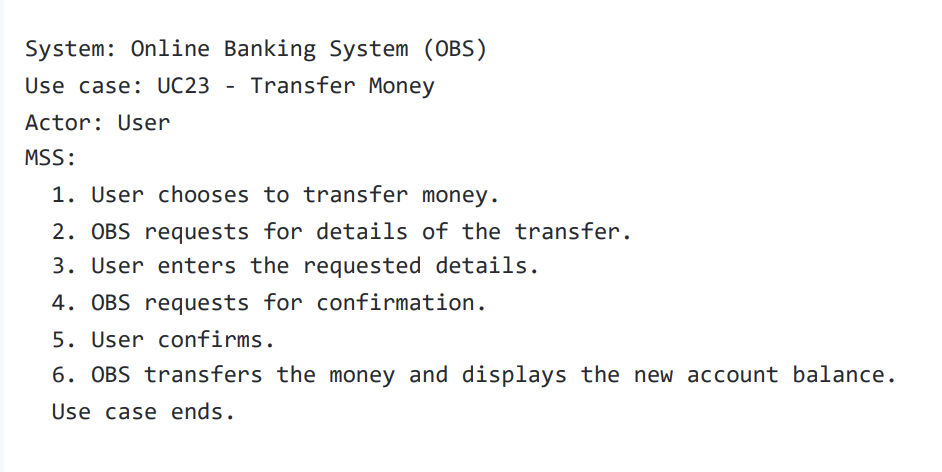 System: Online Banking System (OBS)
Use case: UC23 - Transfer Money
Actor: User
MSS:
1. User chooses to transfer money.
2. OBS requests for details of the transfer.
3. User enters the requested details.
4. OBS requests for confirmation.
5. User confirms.
6. OBS transfers the money and displays the new account balance.
Use case ends.